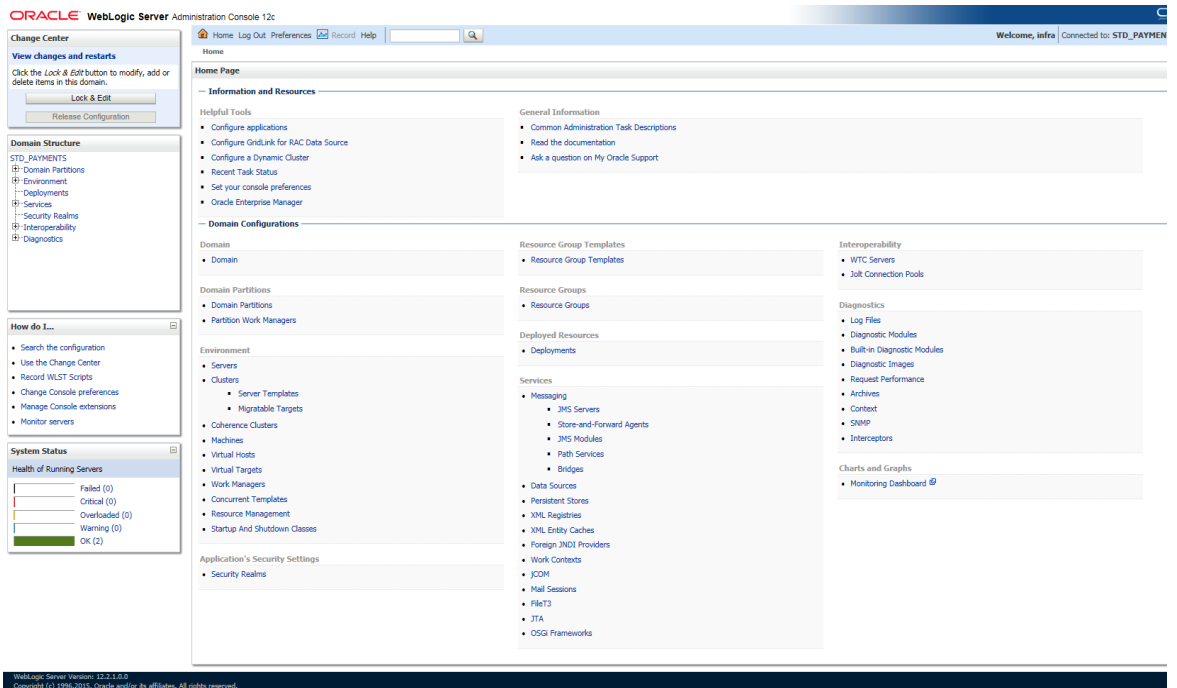 ORACLE WebLogic Server Administration Console 12c
Change Center
View changes and restarts
Click the Lock & Edit button to modify, add or
delete items in this domain.
Lock & Edit
Release Configuration
Domain Structure
STD_PAYMENTS
Domain Partitions
Environment
Deployments
Services
Security Realms
Interoperability
Diagnostics
How do I...
Search the configuration
Use the Change Center
Record WLST Scripts
Change Console preferences
Manage Console extensions
Monitor servers
System Status
Health of Running Servers
Failed (0)
Critical (0)
Overloaded (0)
Warning (0)
OK (2)
Home Log Out Preferences Record Help
Welcome, infra Connected to: STD_PAYMEN
Home
Home Page
Information and Resources
Helpful Tools
Configure applications
Configure GridLink for RAC Data Source
Configure a Dynamic Cluster
Recent Task Status
Set your console preferences
Oracle Enterprise Manager
General Information
Common Administration Task Descriptions
Read the documentation
Ask a question on My Oracle Support
Domain Configurations
Domain
Domain
Domain Partitions
Domain Partitions
Partition Work Managers
Environment
Servers
Clusters
Server Templates
Migratable Targets
Coherence Clusters
Machines
Virtual Hosts
Virtual Targets
Work Managers
Concurrent Templates
Resource Management
Startup And Shutdown Classes
Application's Security Settings
Security Realms
Resource Group Templates
Resource Group Templates
Resource Groups
Resource Groups
Deployed Resources
Deployments
Services
Messaging
JMS Servers
Store-and-Forward Agents
JMS Modules
Path Services
Bridges
Data Sources
Persistent Stores
XML Registries
XML Entity Caches
Foreign JNDI Providers
Work Contexts
jCOM
Mail Sessions
FileT3
JTA
OSGi Frameworks
Interoperability
WTC Servers
Jolt Connection Pools
Diagnostics
Log Files
Diagnostic Modules
Built-in Diagnostic Modules
Diagnostic Images
Request Performance
Archives
Context
SNMP
Interceptors
Charts and Graphs
Monitoring Dashboard
WebLogic Server Version: 12.2.1.0.0
Copyright (c) 1996,2015, Oracle and/or its affiliates. All rights reserved.